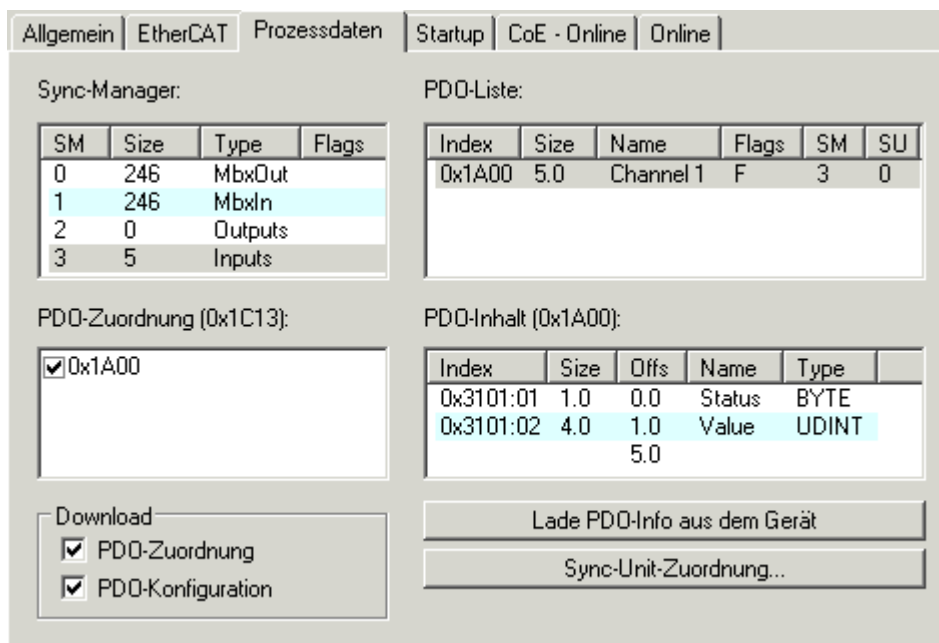 Allgemein EtherCAT Prozessdaten Startup CoE - Online Online
Sync-Manager:
SM Size Type Flags
0 246 MbxOut
1 246 MbxIn
2 0 Outputs
3 5 Inputs
PDO-Liste:
Index Size Name Flags SM SU
0x1A00 5.0 Channel 1 F 3 0
PDO-Zuordnung (0x1C13):
0x1A00
PDO-Inhalt (0x1A00):
Index Size Offs Name Type
0x3101:01 1.0 0.0 Status BYTE
0x3101:02 4.0 1.0 Value UDINT
5.0
Download
PDO-Zuordnung
PDO-Konfiguration
Lade PDO-Info aus dem Gerät
Sync-Unit-Zuordnung...